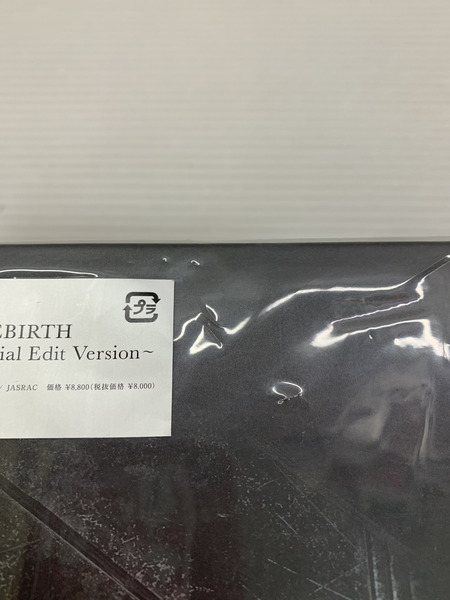 プラ
EBIRTH
ial Edit Version~
/ JASRAC 価格 ¥8,800(税抜価格 ¥8,000)